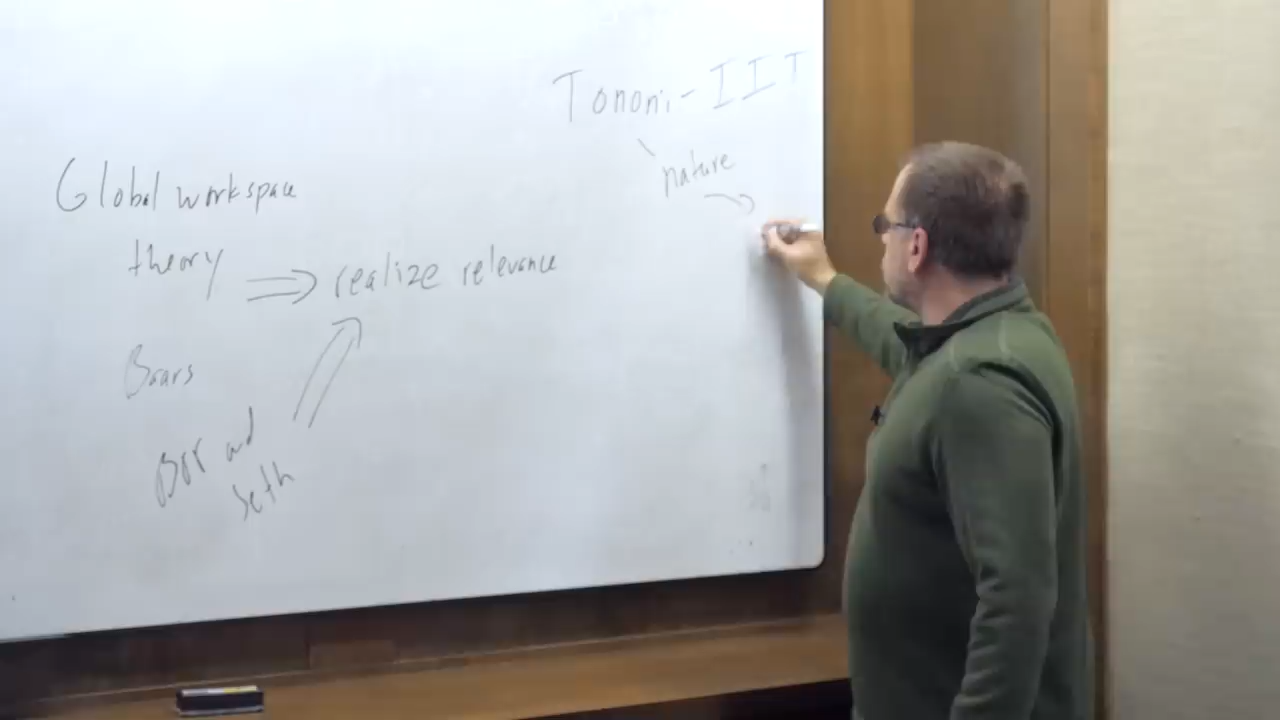 Tononi - IIT
nature
Global workspace
theory ⇒ realize relevance
Baars
Bor and
Seth